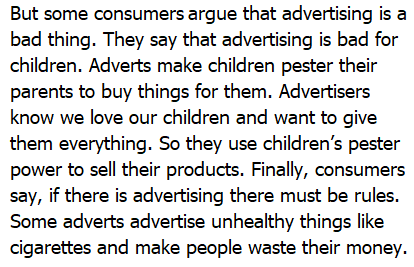 But some consumers argue that advertising is a
bad thing. They say that advertising is bad for
children. Adverts make children pester their
parents to buy things for them. Advertisers
know we love our children and want to give
them everything. So they use children's pester
power to sell their products. Finally, consumers
say, if there is advertising there must be rules.
Some adverts advertise unhealthy things like
cigarettes and make people waste their money.